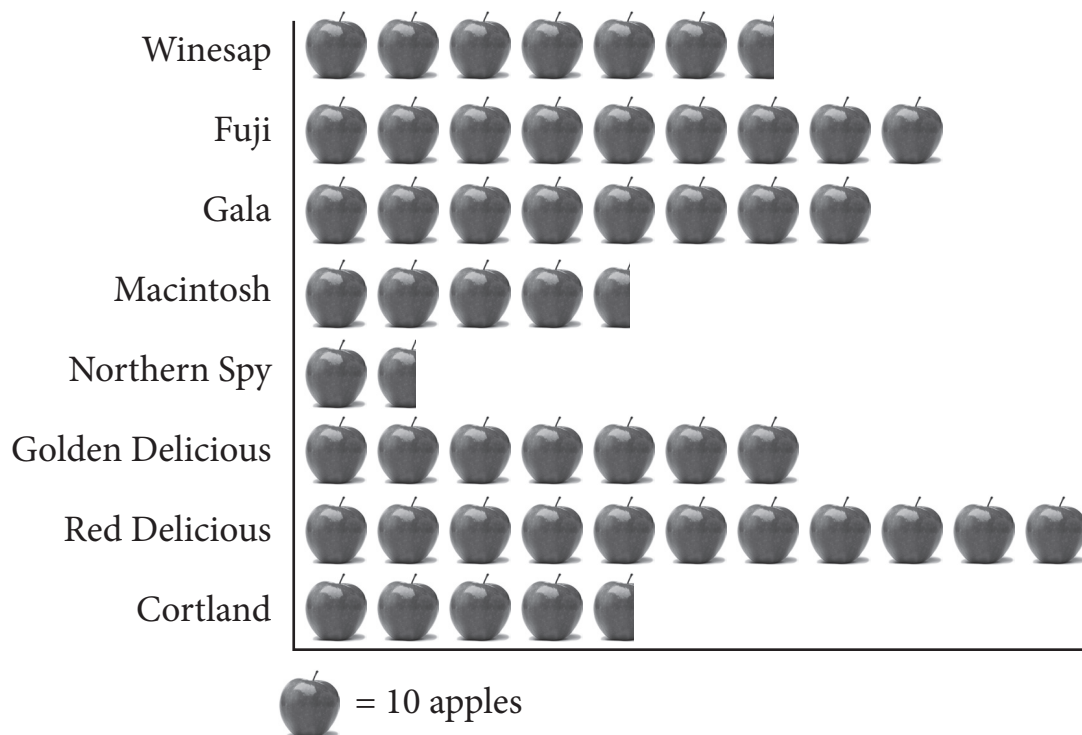 Winesap
Fuji
Gala
Macintosh
Northern Spy
Golden Delicious
Red Delicious
Cortland
= 10 apples